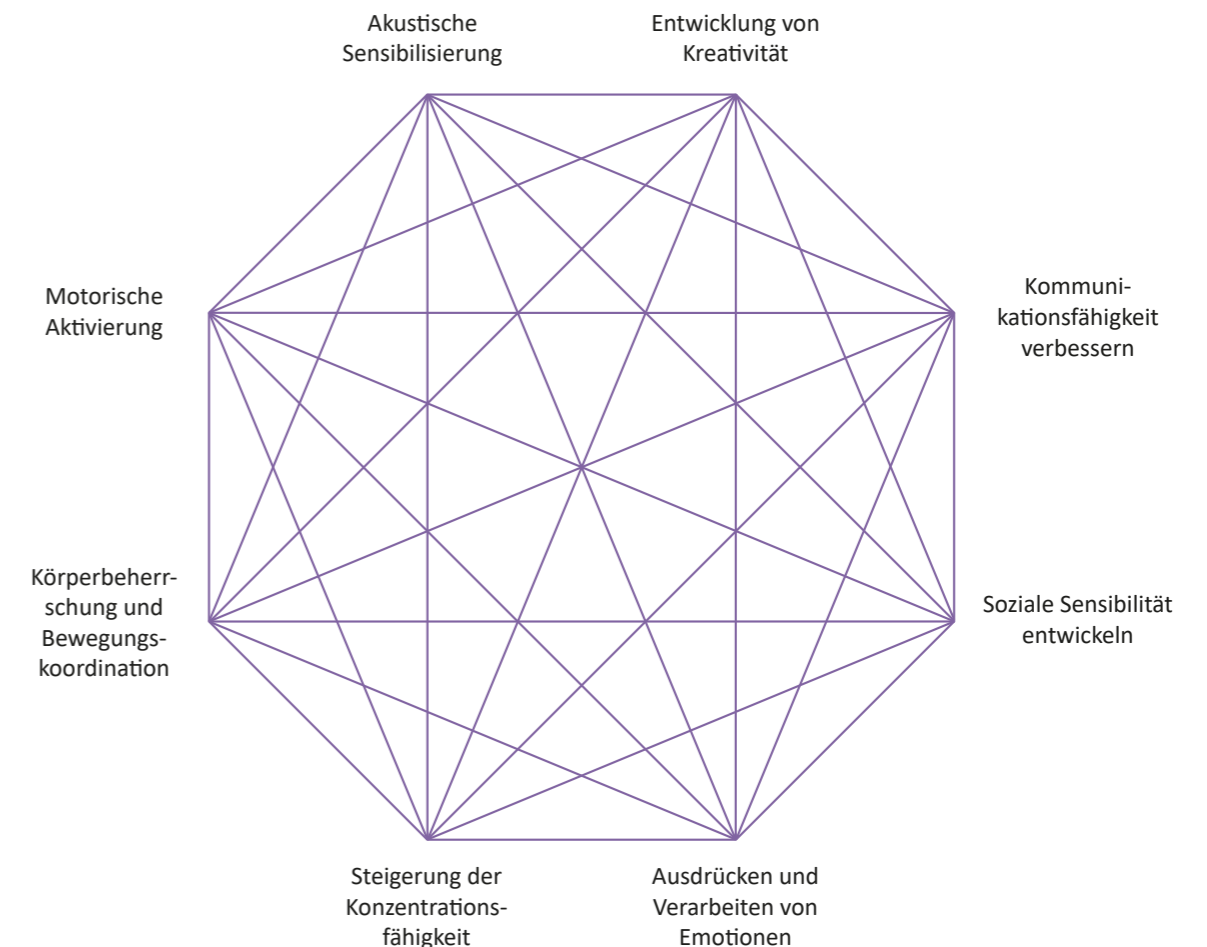 Akustische
Sensibilisierung
Entwicklung von
Kreativität
Motorische
Aktivierung
Kommuni-
kationsfähigkeit
verbessern
Körperbeherr-
schung und
Bewegungs-
koordination
Soziale Sensibilität
entwickeln
Steigerung der
Konzentrations-
fähigkeit
Ausdrücken und
Verarbeiten von
Emotionen